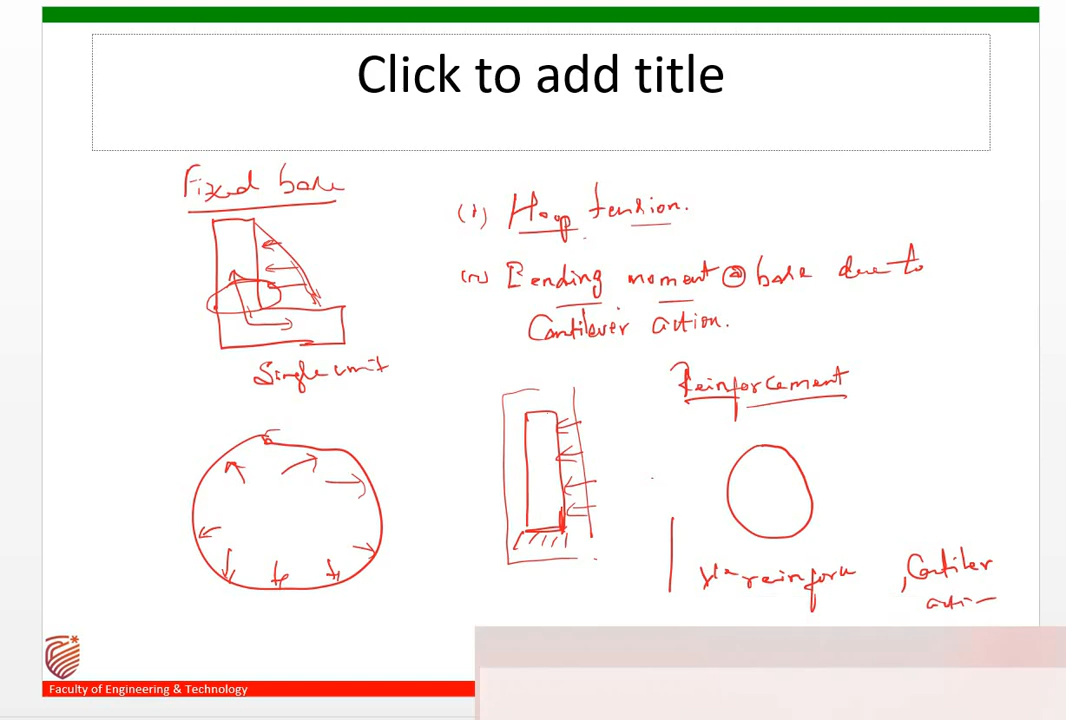 Click to add title
Fixed base
(i) Hoop tension.
(ii) Bending moment @ base due to
Cantilever action.
Single unit
Reinforcement
reinforce
Faculty of Engineering & Technology